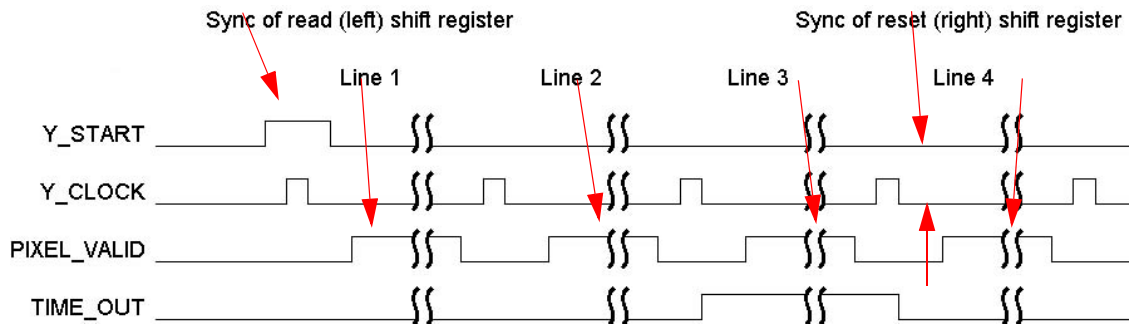 Sync of read (left) shift register
Sync of reset (right) shift register
Line 1
Line 2
Line 3
Line 4
Y_START
Y_CLOCK
PIXEL_VALID
TIME_OUT